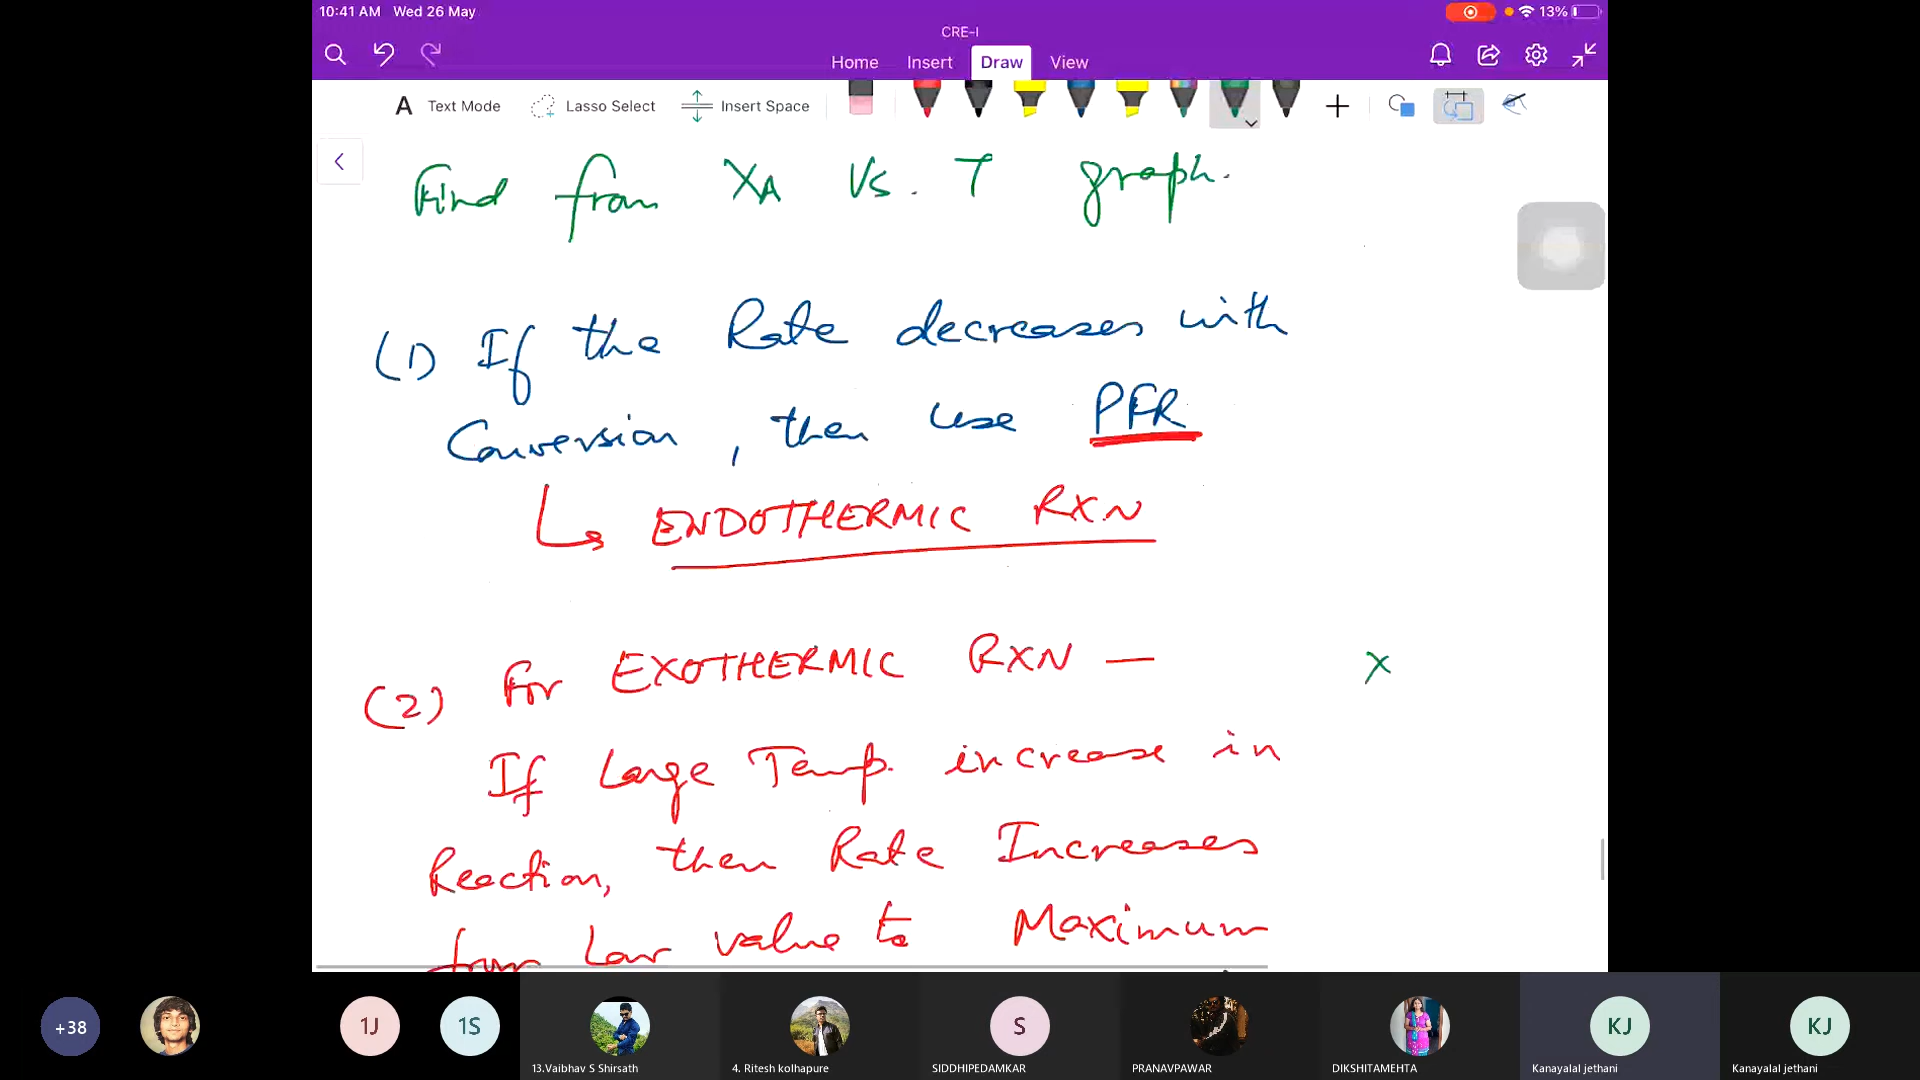 10:41 AM Wed 26 May
13%
CRE-I
Home Insert Draw View
A Text Mode Lasso Select Insert Space
Find from XA Vs. T graph.
(1) If the Rate decreases with
Conversion, then use PFR
ENDOTHERMIC RXN
(2) For EXOTHERMIC RXN —
X
If Large Temp. increase in
Reaction, then Rate Increases
from Low value to Maximum
+38
1J
1S
S
KJ
KJ
13.Vaibhav S Shirsath
4. Ritesh kolhapure
SIDDHIPEDAMKAR
PRANAVPAWAR
DIKSHITAMEHTA
Kanayalal jethani
Kanayalal jethani